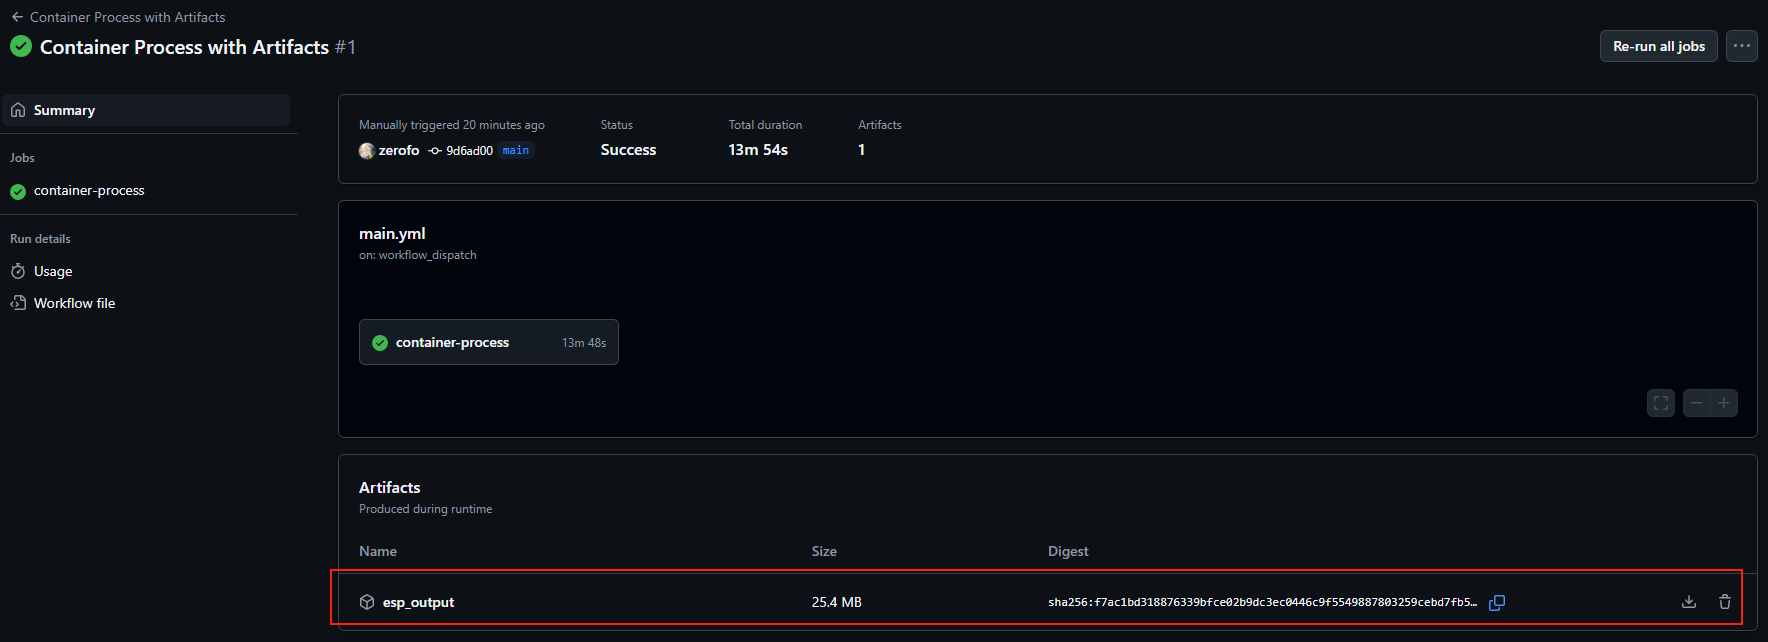 Container Process with Artifacts
Container Process with Artifacts #1
Re-run all jobs
Summary
Jobs
container-process
Run details
Usage
Workflow file
Manually triggered 20 minutes ago
zerofo 9d6ad00 main
Status
Success
Total duration
13m 54s
Artifacts
1
main.yml
on: workflow_dispatch
container-process 13m 48s
Artifacts
Produced during runtime
Name Size Digest
esp_output 25.4 MB sha256:f7ac1bd318876339bfce02b9dc3ec0446c9f5549887803259cebd7fb5…